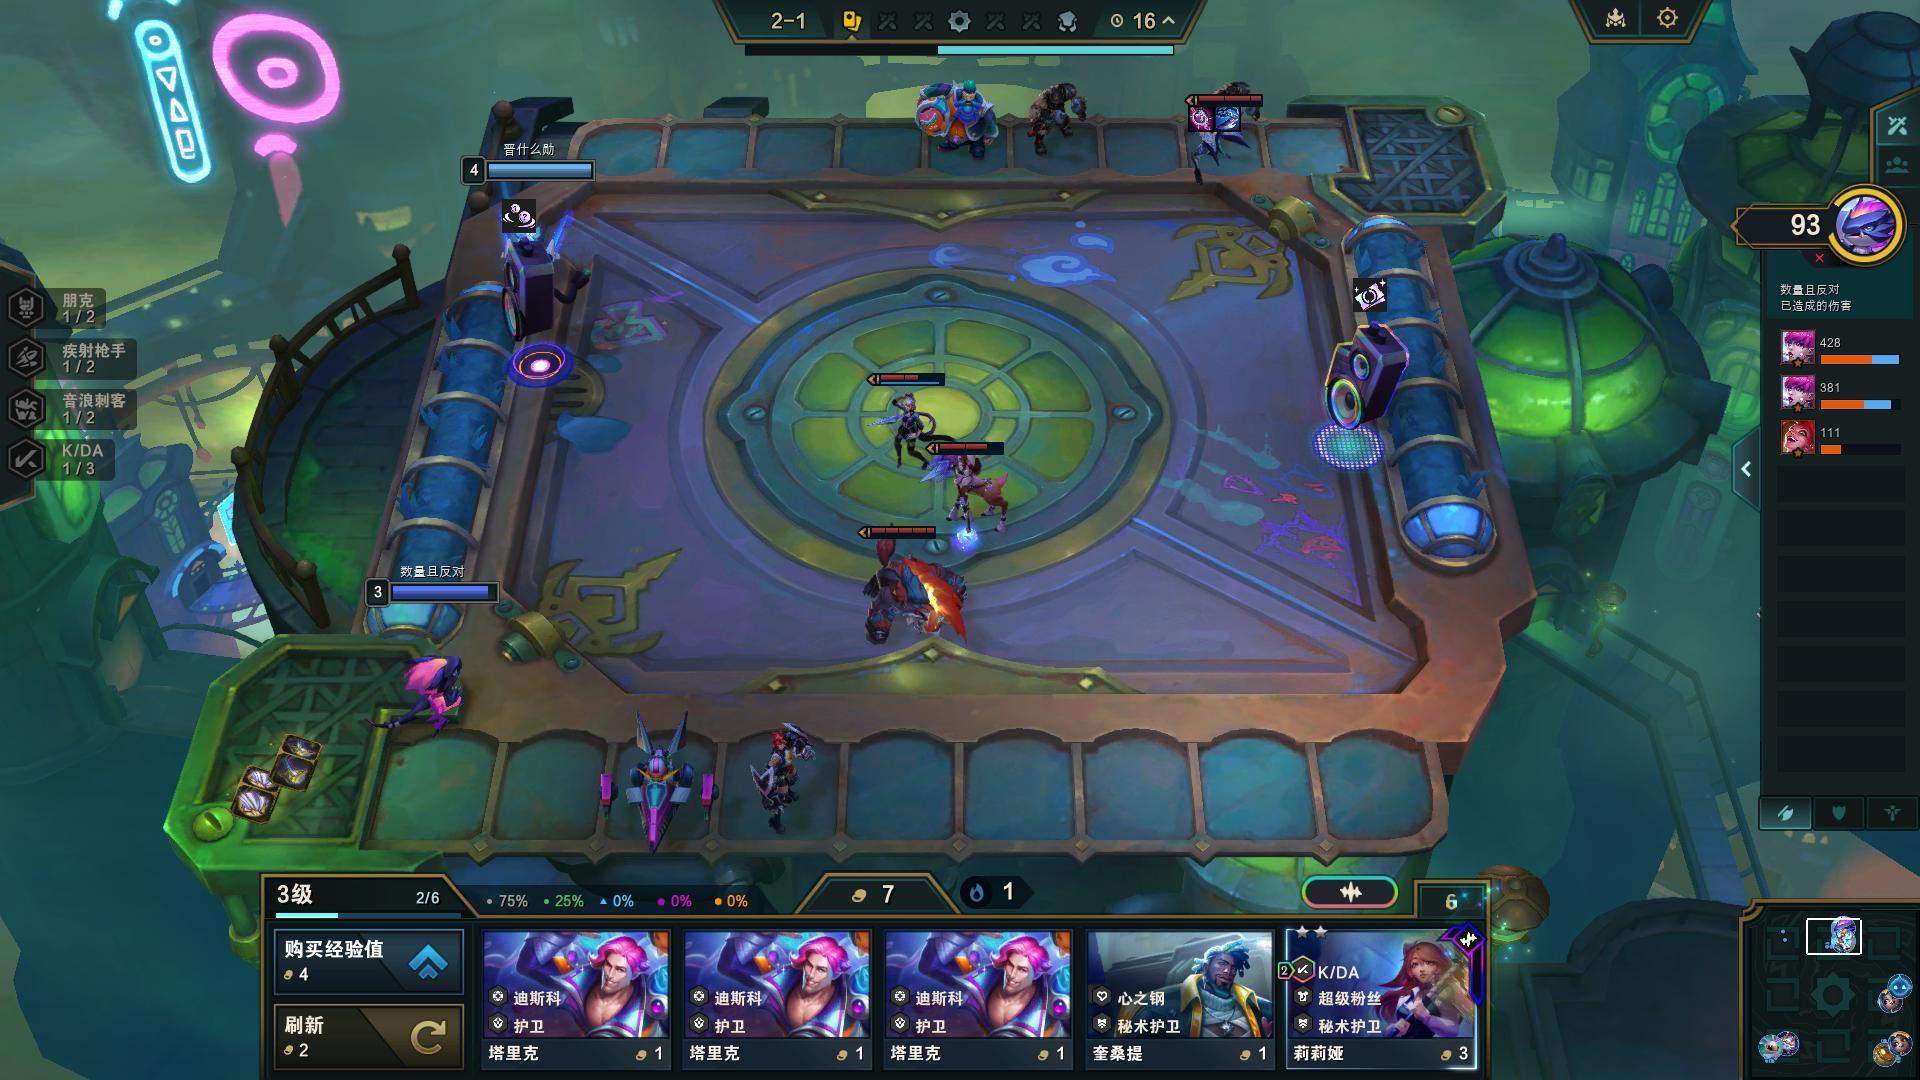 2-1
16
晋什么勋
4
93
朋克
1 / 2
疾射枪手
1 / 2
音浪刺客
1 / 2
K/DA
1 / 3
数量且反对
已造成的伤害
428
381
111
数量且反对
3
3级
2/6
75%
25%
0%
0%
0%
7
1
6
购买经验值
4
刷新
2
迪斯科
护卫
塔里克
1
迪斯科
护卫
塔里克
1
迪斯科
护卫
塔里克
1
心之钢
秘术护卫
奎桑提
1
2
K/DA
超级粉丝
秘术护卫
莉莉娅
3